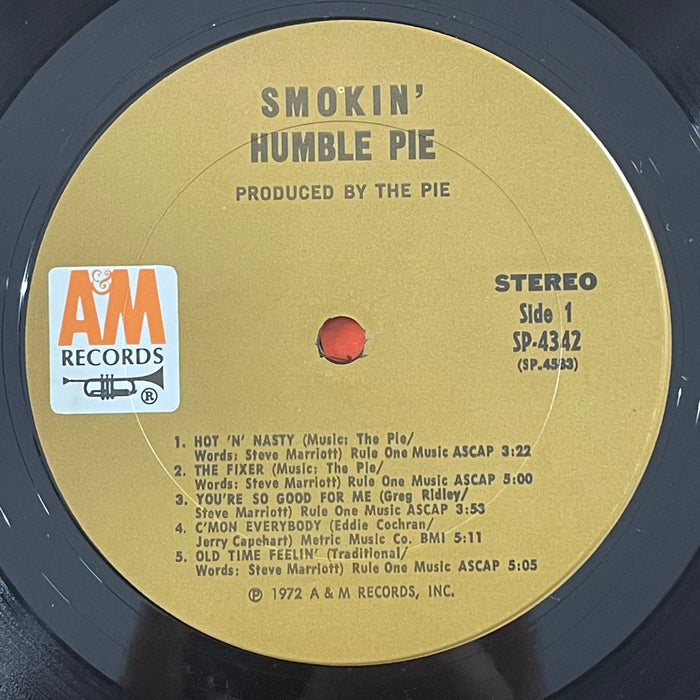 SMOKIN'
HUMBLE PIE
PRODUCED BY THE PIE
A&M
RECORDS
®
STEREO
Side 1
SP-4342
(SP.4583)
1. HOT 'N' NASTY (Music: The Pie/
Words: Steve Marriott) Rule One Music ASCAP 3:22
2. THE FIXER (Music: The Pie/
Words: Steve Marriott) Rule One Music ASCAP 5:00
3. YOU'RE SO GOOD FOR ME (Greg Ridley/
Steve Marriott) Rule One Music ASCAP 3:53
4. C'MON EVERYBODY (Eddie Cochran/
Jerry Capehart) Metric Music Co. BMI 5:11
5. OLD TIME FEELIN' (Traditional/
Words: Steve Marriott) Rule One Music ASCAP 5:05
℗ 1972 A & M RECORDS, INC.